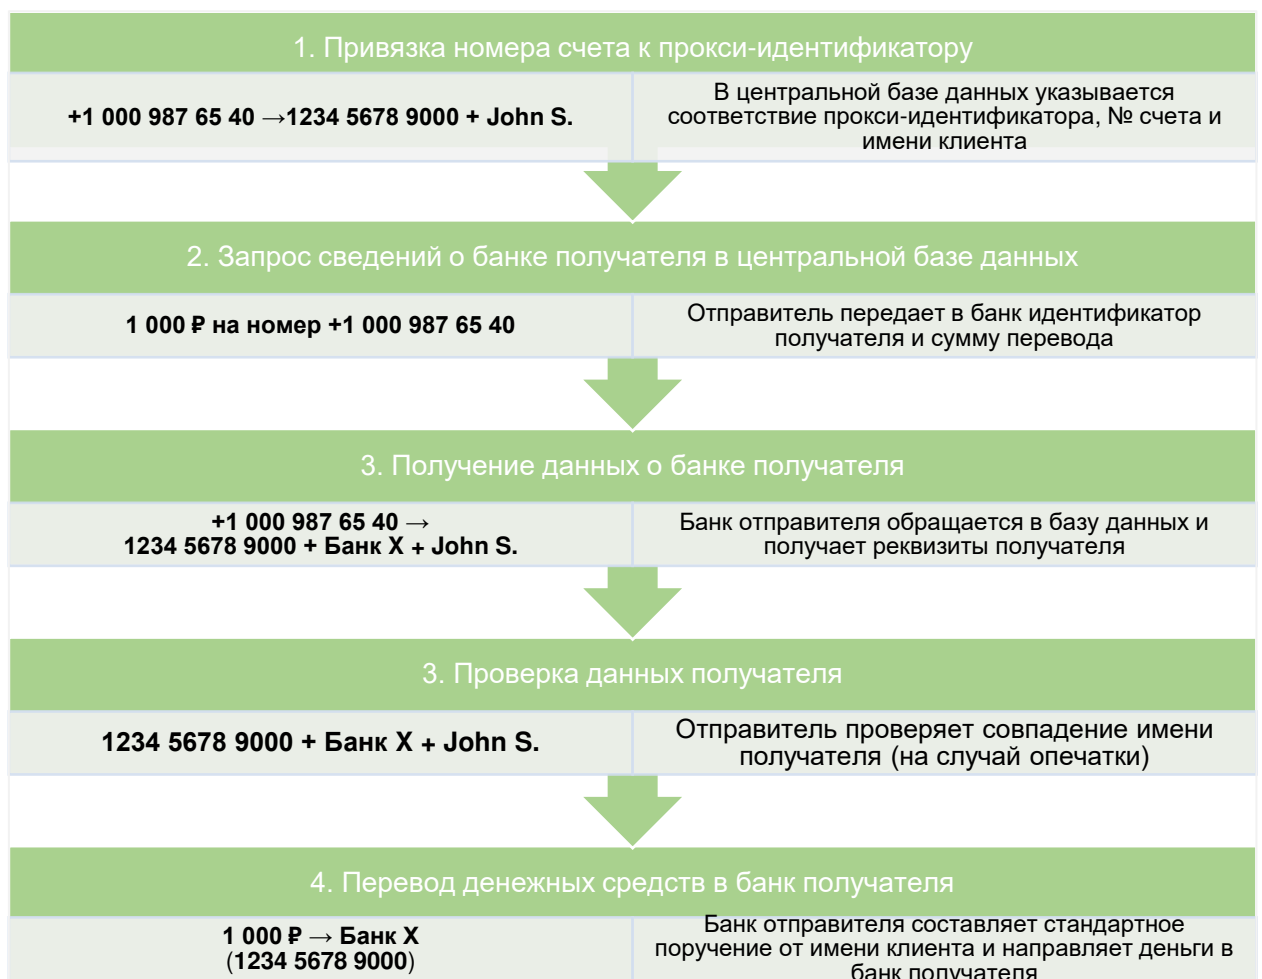 1. Привязка номера счета к прокси-идентификатору
+1 000 987 65 40 →1234 5678 9000 + John S.
В центральной базе данных указывается
соответствие прокси-идентификатора, № счета и
имени клиента
2. Запрос сведений о банке получателя в центральной базе данных
1 000 ₽ на номер +1 000 987 65 40
Отправитель передает в банк идентификатор
получателя и сумму перевода
3. Получение данных о банке получателя
+1 000 987 65 40 →
1234 5678 9000 + Банк X + John S.
Банк отправителя обращается в базу данных и
получает реквизиты получателя
3. Проверка данных получателя
1234 5678 9000 + Банк X + John S.
Отправитель проверяет совпадение имени
получателя (на случай опечатки)
4. Перевод денежных средств в банк получателя
1 000 ₽ → Банк X
(1234 5678 9000)
Банк отправителя составляет стандартное
поручение от имени клиента и направляет деньги в
банк получателя